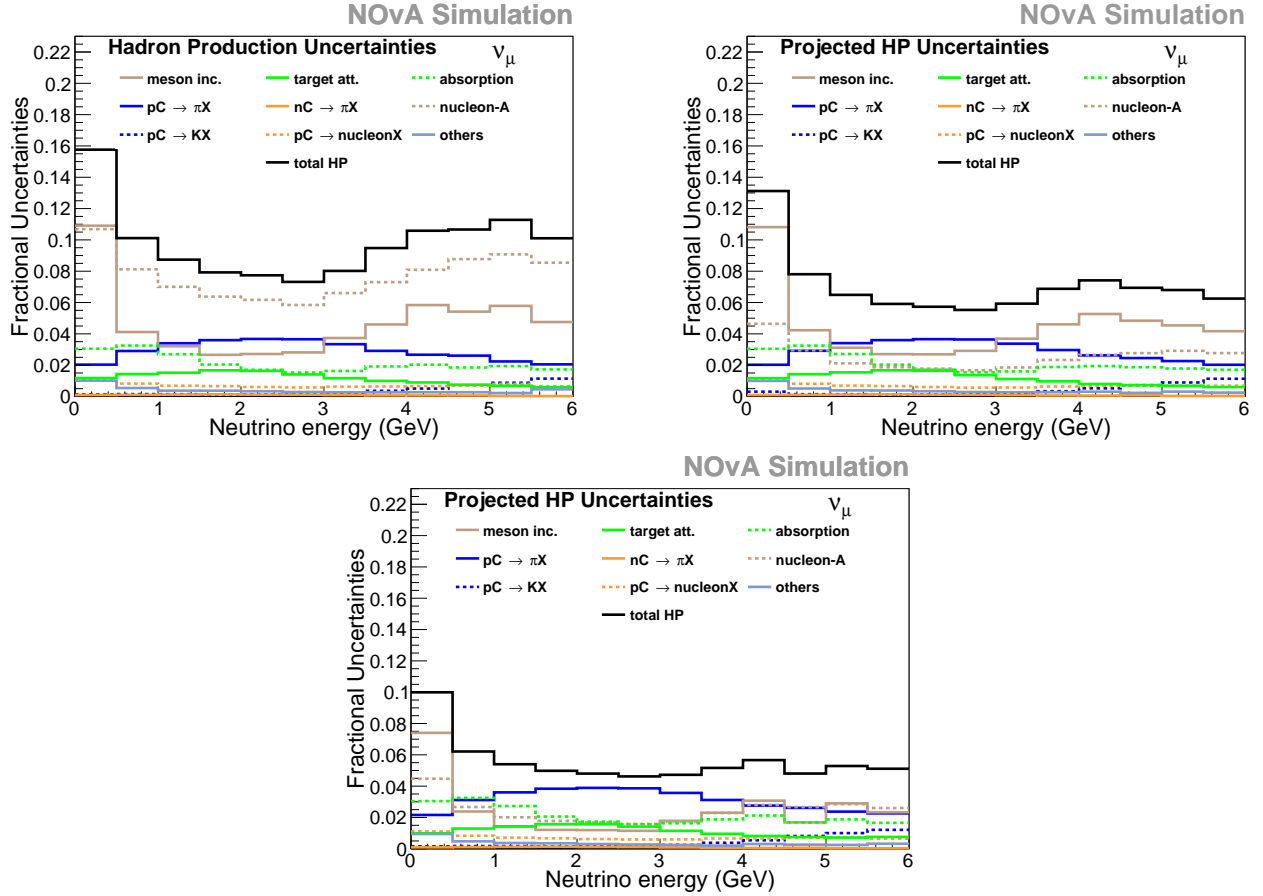 NOvA Simulation
Hadron Production Uncertainties
νμ
meson inc.
target att.
absorption
pC → πX
nC → πX
nucleon-A
pC → KX
pC → nucleonX
others
total HP
Fractional Uncertainties
0.22
0.2
0.18
0.16
0.14
0.12
0.1
0.08
0.06
0.04
0.02
0
0 1 2 3 4 5 6
Neutrino energy (GeV)
NOvA Simulation
Projected HP Uncertainties
νμ
meson inc.
target att.
absorption
pC → πX
nC → πX
nucleon-A
pC → KX
pC → nucleonX
others
total HP
Fractional Uncertainties
0.22
0.2
0.18
0.16
0.14
0.12
0.1
0.08
0.06
0.04
0.02
0
0 1 2 3 4 5 6
Neutrino energy (GeV)
NOvA Simulation
Projected HP Uncertainties
νμ
meson inc.
target att.
absorption
pC → πX
nC → πX
nucleon-A
pC → KX
pC → nucleonX
others
total HP
Fractional Uncertainties
0.22
0.2
0.18
0.16
0.14
0.12
0.1
0.08
0.06
0.04
0.02
0
0 1 2 3 4 5 6
Neutrino energy (GeV)